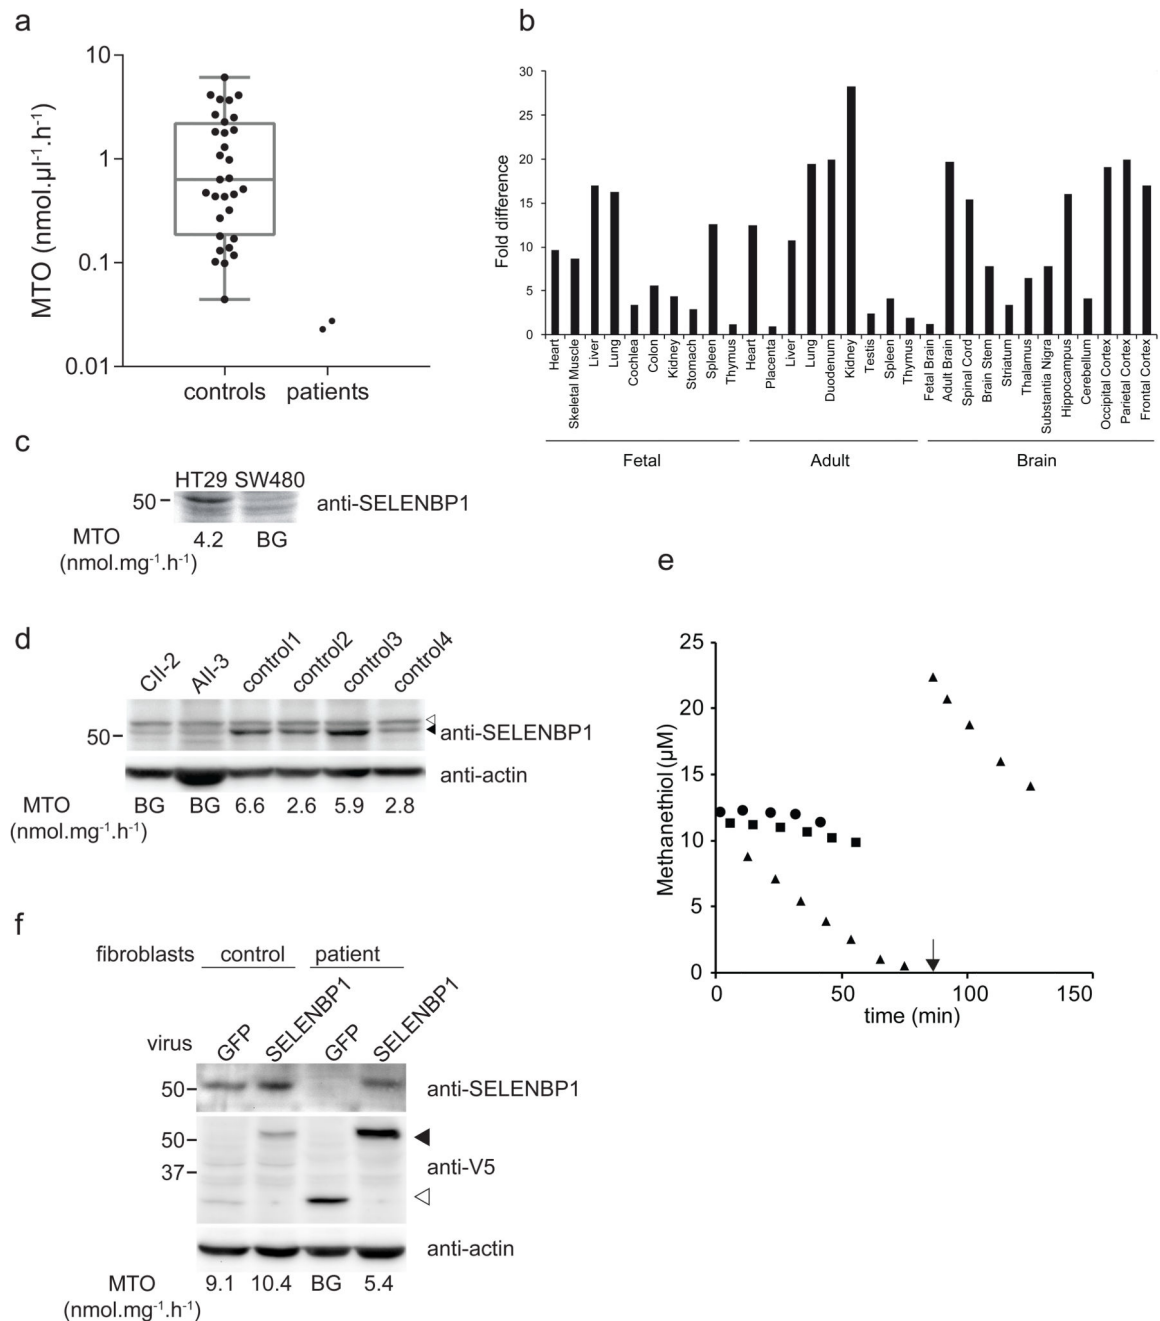 a
10
1
0.1
0.01
MTO (nmol.µl⁻¹.h⁻¹)
controls patients
b
30
25
20
15
10
5
0
Fold difference
Heart
Skeletal Muscle
Liver
Lung
Cochlea
Colon
Kidney
Stomach
Spleen
Thymus
Heart
Placenta
Liver
Lung
Duodenum
Kidney
Testis
Spleen
Thymus
Fetal Brain
Adult Brain
Spinal Cord
Brain Stem
Striatum
Thalamus
Substantia Nigra
Hippocampus
Cerebellum
Occipital Cortex
Parietal Cortex
Frontal Cortex
Fetal Adult Brain
c
HT29 SW480
50 anti-SELENBP1
MTO 4.2 BG
(nmol.mg⁻¹.h⁻¹)
d
CII-2 AII-3 control1 control2 control3 control4
50 anti-SELENBP1
anti-actin
MTO BG BG 6.6 2.6 5.9 2.8
(nmol.mg⁻¹.h⁻¹)
e
25
20
15
10
5
0
Methanethiol (µM)
0 50 100 150
time (min)
f
fibroblasts control patient
virus GFP SELENBP1 GFP SELENBP1
50 anti-SELENBP1
50
37 anti-V5
anti-actin
MTO 9.1 10.4 BG 5.4
(nmol.mg⁻¹.h⁻¹)